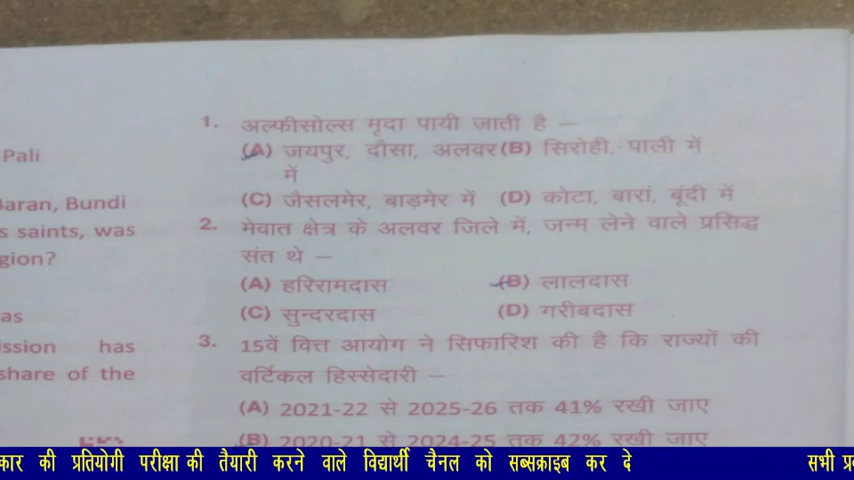 Pali
Baran, Bundi
s saints, was
gion?
as
ission has
share of the
1. अल्फीसोल्स मृदा पायी जाती है –
(A) जयपुर, दौसा, अलवर में
(B) सिरोही, पाली में
(C) जैसलमेर, बाड़मेर में (D) कोटा, बारां, बूंदी में
2. मेवात क्षेत्र के अलवर जिले में, जन्म लेने वाले प्रसिद्ध
संत थे –
(A) हरिरामदास (B) लालदास
(C) सुन्दरदास (D) गरीबदास
3. 15वें वित्त आयोग ने सिफारिश की है कि राज्यों की
वर्टिकल हिस्सेदारी –
(A) 2021-22 से 2025-26 तक 41% रखी जाए
(B) 2020-21 से 2024-25 तक 42% रखी जाए
कार की प्रतियोगी परीक्षा की तैयारी करने वाले विद्यार्थी चैनल को सब्सक्राइब कर दे सभी प्र